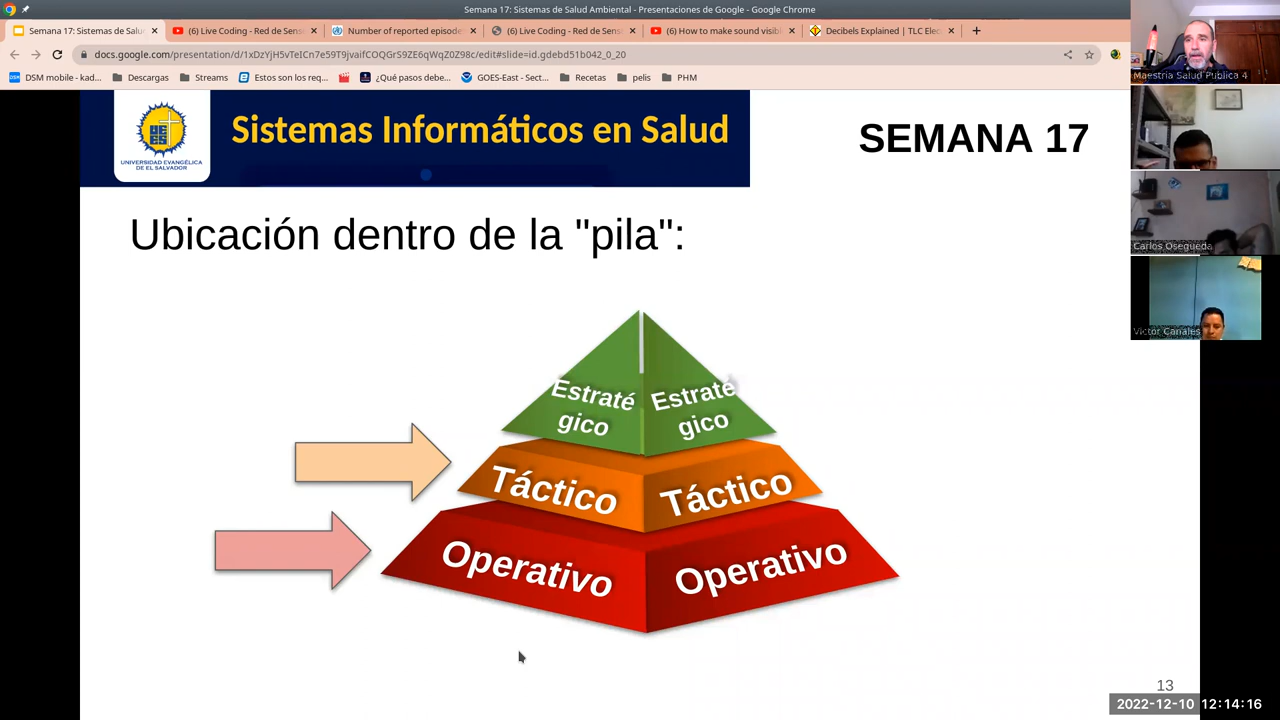 Semana 17: Sistemas de Salud Ambiental - Presentaciones de Google - Google Chrome
Semana 17: Sistemas de Salu
(6) Live Coding - Red de Sens
Number of reported episode
(6) Live Coding - Red de Sens
(6) How to make sound visib
Decibels Explained | TLC Elec
docs.google.com/presentation/d/1xDzYjH5vTeICn7e59T9jvaifCOQGrS9ZE6qWqZ0Z98c/edit#slide=id.gdebd51b042_0_20
DSM mobile - kad...
Descargas
Streams
Estos son los req...
¿Qué pasos debe...
GOES-East - Sect...
Recetas
pelis
PHM
Maestria Salud Publica 4
Carlos Osegueda
Victor Canales
UNIVERSIDAD EVANGÉLICA
DE EL SALVADOR
Sistemas Informáticos en Salud
SEMANA 17
Ubicación dentro de la "pila":
Estraté
gico
Estraté
gico
Táctico
Táctico
Operativo
Operativo
13
2022-12-10 12:14:16